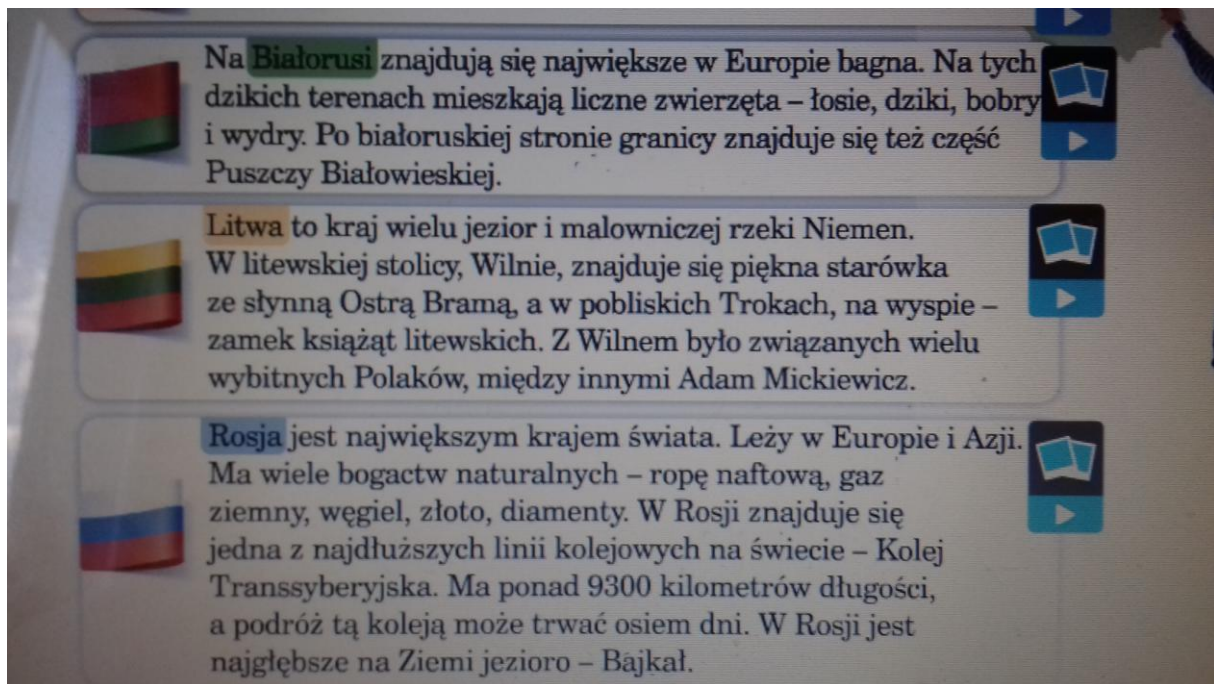 Na Białorusi znajdują się największe w Europie bagna. Na tych
dzikich terenach mieszkają liczne zwierzęta – łosie, dziki, bobry
i wydry. Po białoruskiej stronie granicy znajduje się też część
Puszczy Białowieskiej.
Litwa to kraj wielu jezior i malowniczej rzeki Niemen.
W litewskiej stolicy, Wilnie, znajduje się piękna starówka
ze słynną Ostrą Bramą, a w pobliskich Trokach, na wyspie –
zamek książąt litewskich. Z Wilnem było związanych wielu
wybitnych Polaków, między innymi Adam Mickiewicz.
Rosja jest największym krajem świata. Leży w Europie i Azji.
Ma wiele bogactw naturalnych – ropę naftową, gaz
ziemny, węgiel, złoto, diamenty. W Rosji znajduje się
jedna z najdłuższych linii kolejowych na świecie – Kolej
Transsyberyjska. Ma ponad 9300 kilometrów długości,
a podróż tą koleją może trwać osiem dni. W Rosji jest
najgłębsze na Ziemi jezioro – Bajkał.